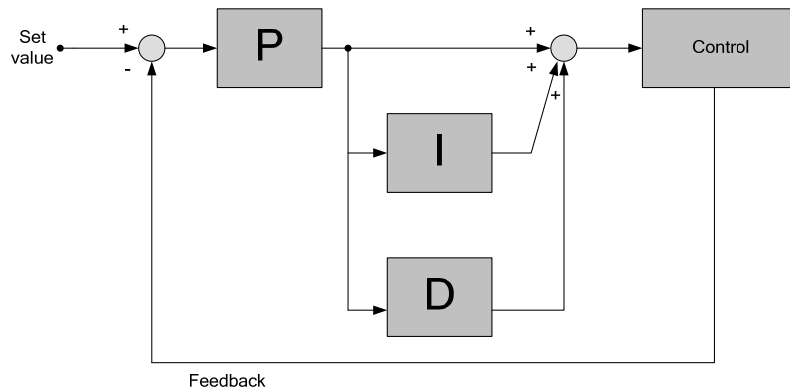 Set
value
+
-
P
+
+
+
Control
I
D
Feedback